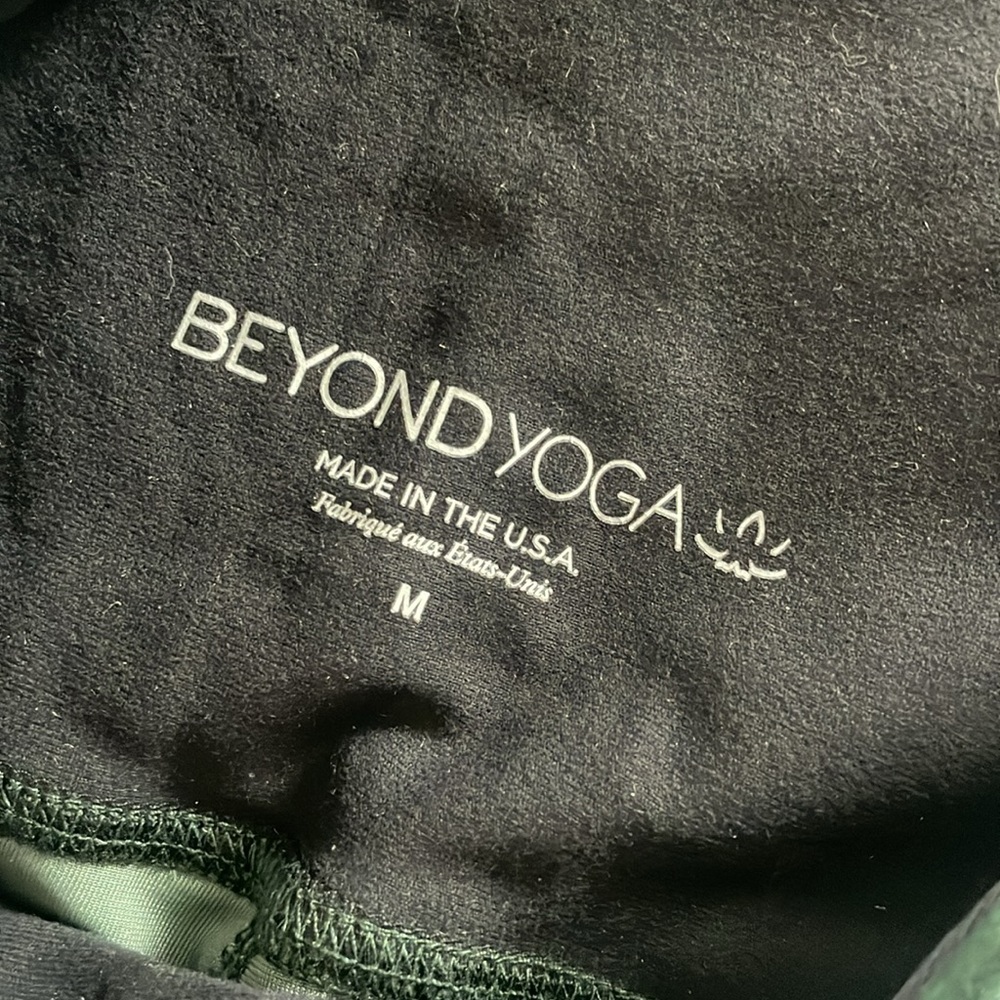 BEYOND YOGA
MADE IN THE U.S.A.
Fabriqué aux États-Unis
M